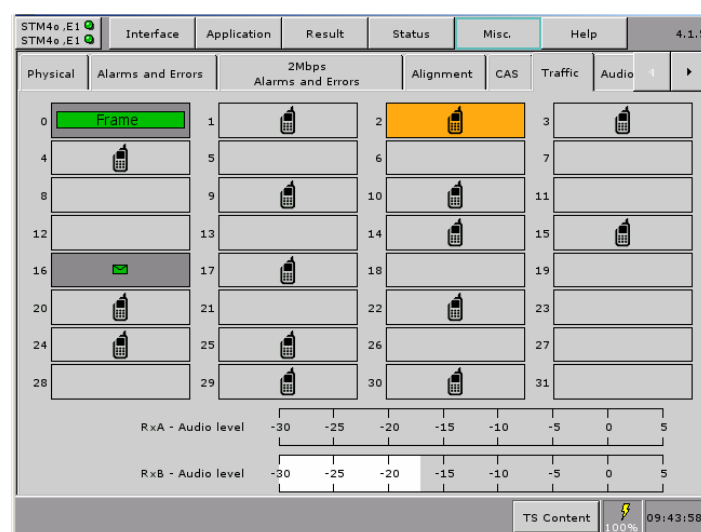 STM4o ,E1
STM4o ,E1
Interface Application Result Status Misc. Help 4.1.
Physical Alarms and Errors 2Mbps Alignment CAS Traffic Audio
Alarms and Errors
0 Frame 1 2 3
4 5 6 7
8 9 10 11
12 13 14 15
16 17 18 19
20 21 22 23
24 25 26 27
28 29 30 31
RxA - Audio level -30 -25 -20 -15 -10 -5 0 5
RxB - Audio level -30 -25 -20 -15 -10 -5 0 5
TS Content 100% 09:43:58